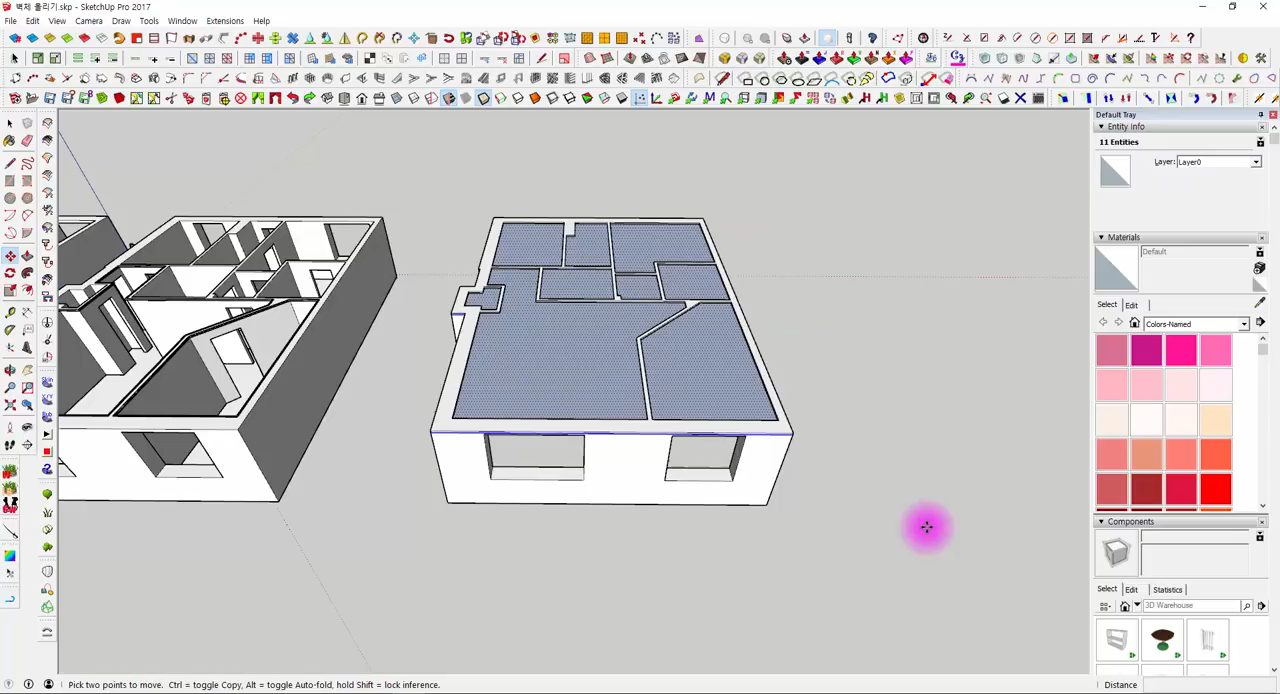 벽체 올리기.skp - SketchUp Pro 2017
File Edit View Camera Draw Tools Window Extensions Help
Default Tray
Entity Info
11 Entities
Layer: Layer0
Materials
Default
Select Edit
Colors-Named
Components
Select Edit Statistics
3D Warehouse
Pick two points to move. Ctrl = toggle Copy, Alt = toggle Auto-fold, hold Shift = lock inference.
Distance